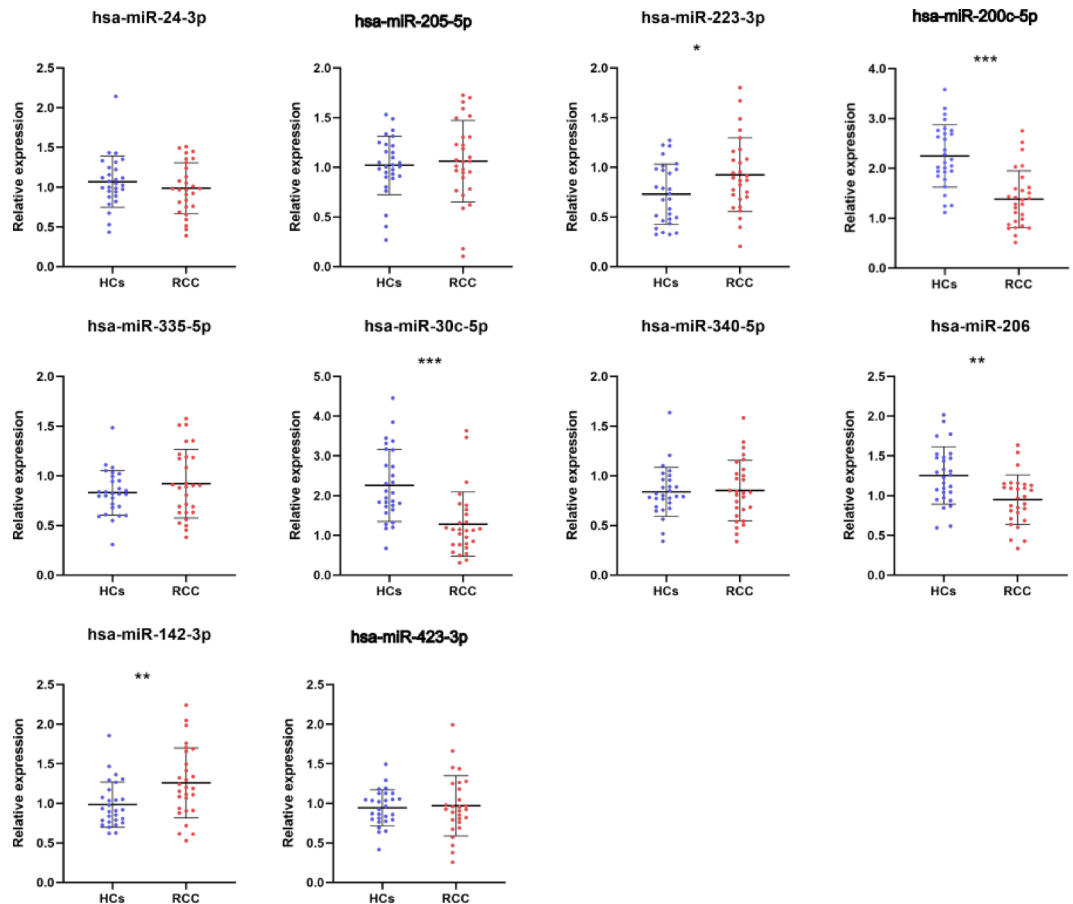 hsa-miR-24-3p
Relative expression
2.5
2.0
1.5
1.0
0.5
0.0
HCs RCC
hsa-miR-205-5p
Relative expression
2.0
1.5
1.0
0.5
0.0
HCs RCC
hsa-miR-223-3p
*
Relative expression
2.0
1.5
1.0
0.5
0.0
HCs RCC
hsa-miR-200c-5p
***
Relative expression
4.0
3.0
2.0
1.0
0.0
HCs RCC
hsa-miR-335-5p
Relative expression
2.0
1.5
1.0
0.5
0.0
HCs RCC
hsa-miR-30c-5p
***
Relative expression
5.0
4.0
3.0
2.0
1.0
0.0
HCs RCC
hsa-miR-340-5p
Relative expression
2.0
1.5
1.0
0.5
0.0
HCs RCC
hsa-miR-206
**
Relative expression
2.5
2.0
1.5
1.0
0.5
0.0
HCs RCC
hsa-miR-142-3p
**
Relative expression
2.5
2.0
1.5
1.0
0.5
0.0
HCs RCC
hsa-miR-423-3p
Relative expression
2.5
2.0
1.5
1.0
0.5
0.0
HCs RCC